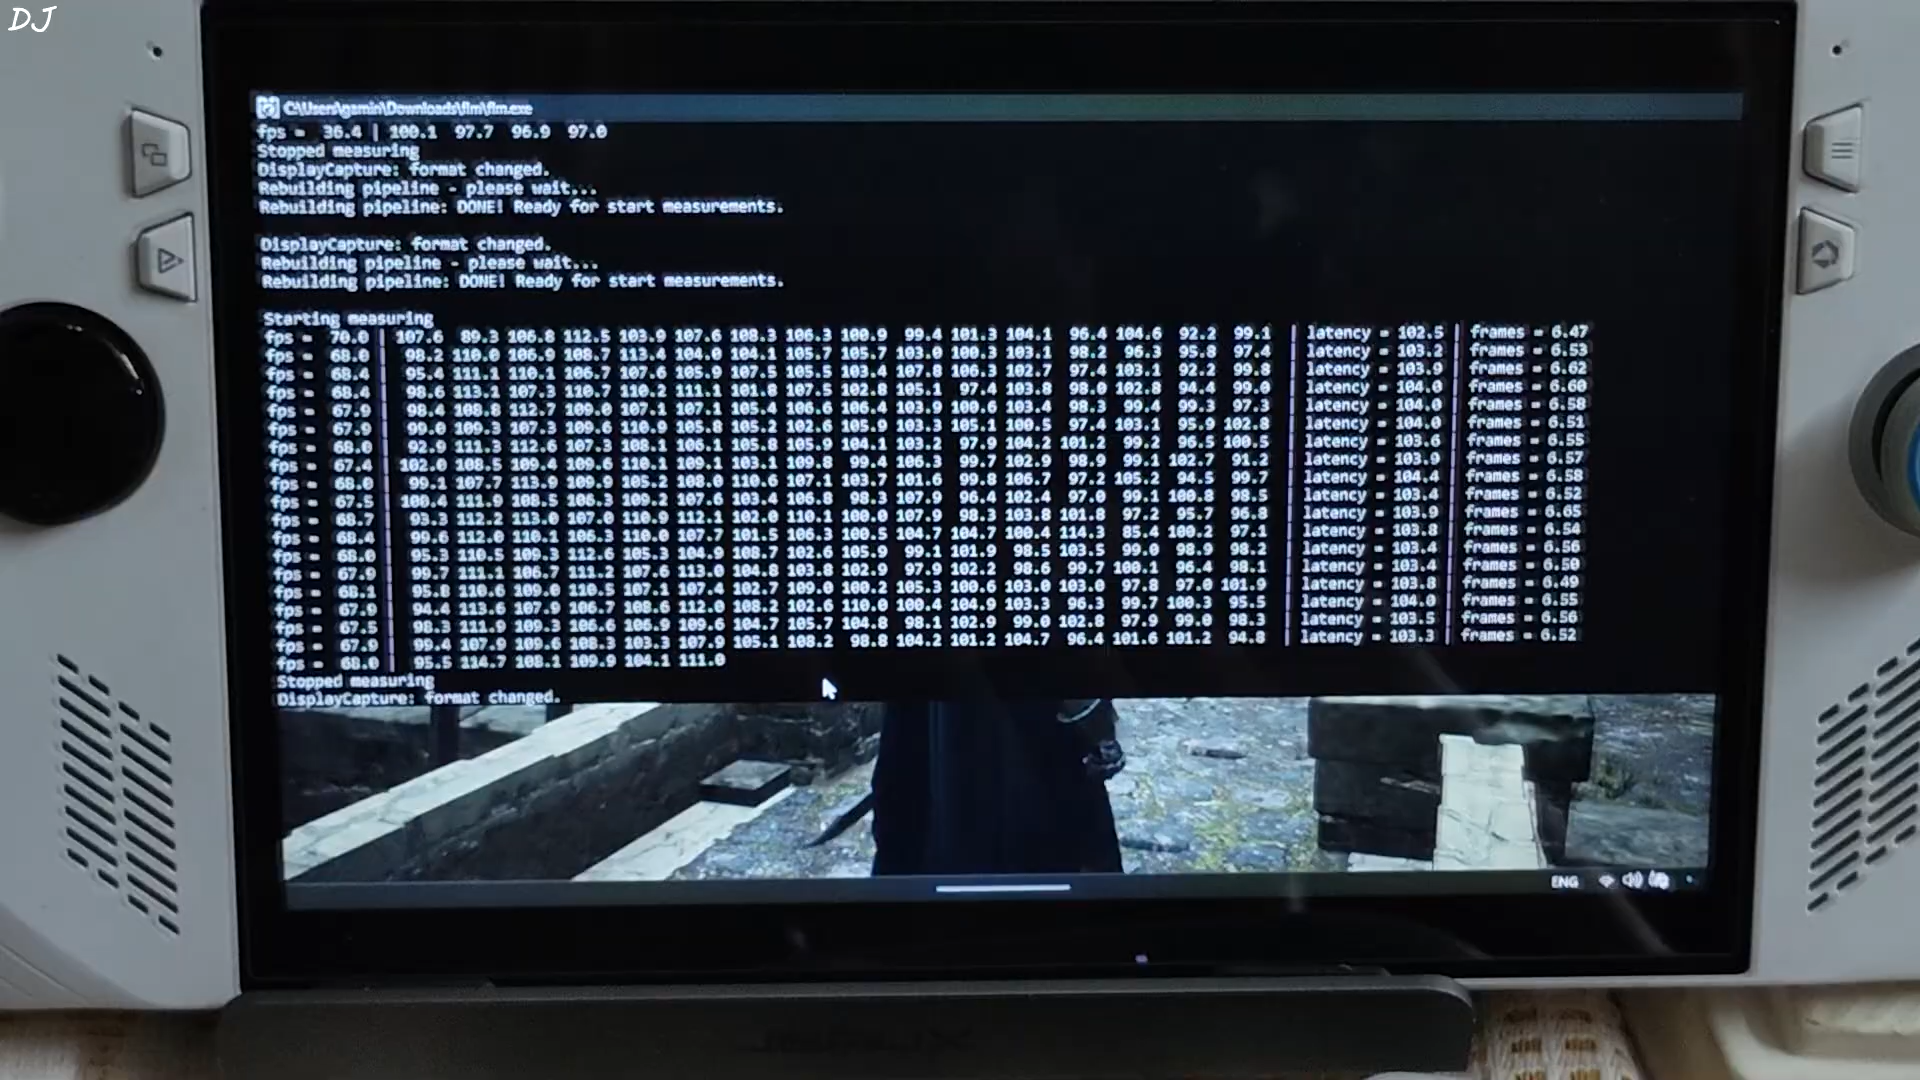 DJ
C:\Users\gamin\Downloads\flm\flm.exe
fps = 36.4 | 100.1 97.7 96.9 97.0
Stopped measuring
DisplayCapture: format changed.
Rebuilding pipeline - please wait...
Rebuilding pipeline: DONE! Ready for start measurements.
DisplayCapture: format changed.
Rebuilding pipeline - please wait...
Rebuilding pipeline: DONE! Ready for start measurements.
Starting measuring
fps = 70.0 | 107.6 89.3 106.8 112.5 103.9 107.6 108.3 106.3 100.9 99.4 101.3 104.1 96.4 104.6 92.2 99.1 | latency = 102.5 | frames = 6.47
fps = 68.0 | 98.2 110.0 106.9 108.7 113.4 104.0 104.1 105.7 105.7 103.0 100.3 103.1 98.2 96.3 95.8 97.4 | latency = 103.2 | frames = 6.53
fps = 68.4 | 95.4 111.1 110.1 106.7 107.6 105.9 107.5 105.5 103.4 107.8 106.3 102.7 97.4 103.1 92.2 99.8 | latency = 103.9 | frames = 6.62
fps = 68.4 | 98.6 113.1 107.3 110.7 110.2 111.1 101.8 107.5 102.8 105.1 97.4 103.8 98.0 102.8 94.4 99.0 | latency = 104.0 | frames = 6.60
fps = 67.9 | 98.4 108.8 112.7 109.0 107.1 107.1 105.4 106.6 106.4 103.9 100.6 103.4 98.3 99.4 99.3 97.3 | latency = 104.0 | frames = 6.58
fps = 67.9 | 99.0 109.3 107.3 109.6 110.9 105.8 105.2 102.6 105.9 103.3 105.1 100.5 97.4 103.1 95.9 102.8 | latency = 104.0 | frames = 6.51
fps = 68.0 | 92.9 111.3 112.6 107.3 108.1 106.1 108.5 105.9 104.1 103.2 97.9 104.2 101.2 99.2 96.5 100.5 | latency = 103.6 | frames = 6.55
fps = 67.4 | 102.0 108.5 109.4 109.6 110.1 109.1 103.1 109.8 99.4 106.3 99.7 102.9 98.9 99.1 102.7 91.2 | latency = 103.9 | frames = 6.57
fps = 68.0 | 99.1 107.7 113.9 109.9 105.2 108.0 110.6 107.1 103.7 101.6 99.8 106.7 97.2 105.2 94.5 99.7 | latency = 104.4 | frames = 6.58
fps = 67.5 | 100.4 111.9 108.5 106.3 109.2 107.6 103.4 106.8 98.3 107.9 96.4 102.4 97.0 99.1 100.8 98.5 | latency = 103.4 | frames = 6.52
fps = 68.7 | 93.3 112.2 113.0 107.0 110.9 112.1 102.0 110.1 100.0 107.9 98.3 103.8 101.8 97.2 95.7 96.8 | latency = 103.9 | frames = 6.65
fps = 68.4 | 99.6 112.0 110.1 106.3 110.0 107.7 101.5 106.3 100.5 104.7 104.7 100.4 114.3 85.4 100.2 97.1 | latency = 103.8 | frames = 6.54
fps = 68.0 | 95.3 110.5 109.3 112.6 105.3 104.9 108.7 102.6 105.9 99.1 101.9 98.5 103.5 99.0 98.9 98.2 | latency = 103.4 | frames = 6.56
fps = 67.9 | 99.7 111.1 106.7 111.2 107.6 113.0 104.8 103.8 102.9 97.9 102.2 98.6 99.7 100.1 96.4 98.1 | latency = 103.4 | frames = 6.50
fps = 68.1 | 95.8 110.6 109.0 110.5 107.1 107.4 102.7 109.0 100.2 105.3 100.6 103.0 103.0 97.8 97.0 101.9 | latency = 103.8 | frames = 6.49
fps = 67.9 | 94.4 113.6 107.9 106.7 108.6 112.0 108.2 102.6 110.0 100.4 104.9 103.3 96.3 99.7 100.3 95.5 | latency = 104.0 | frames = 6.55
fps = 67.5 | 98.3 111.9 109.3 106.6 106.9 109.6 104.7 105.7 104.8 98.1 102.9 99.0 102.8 97.9 99.0 98.3 | latency = 103.5 | frames = 6.56
fps = 67.9 | 99.4 107.9 109.6 108.3 103.3 107.9 105.1 108.2 98.8 104.2 101.2 104.7 96.4 101.6 101.2 94.8 | latency = 103.3 | frames = 6.52
fps = 68.0 | 95.5 114.7 108.1 109.9 104.1 111.0
Stopped measuring
DisplayCapture: format changed.
ENG